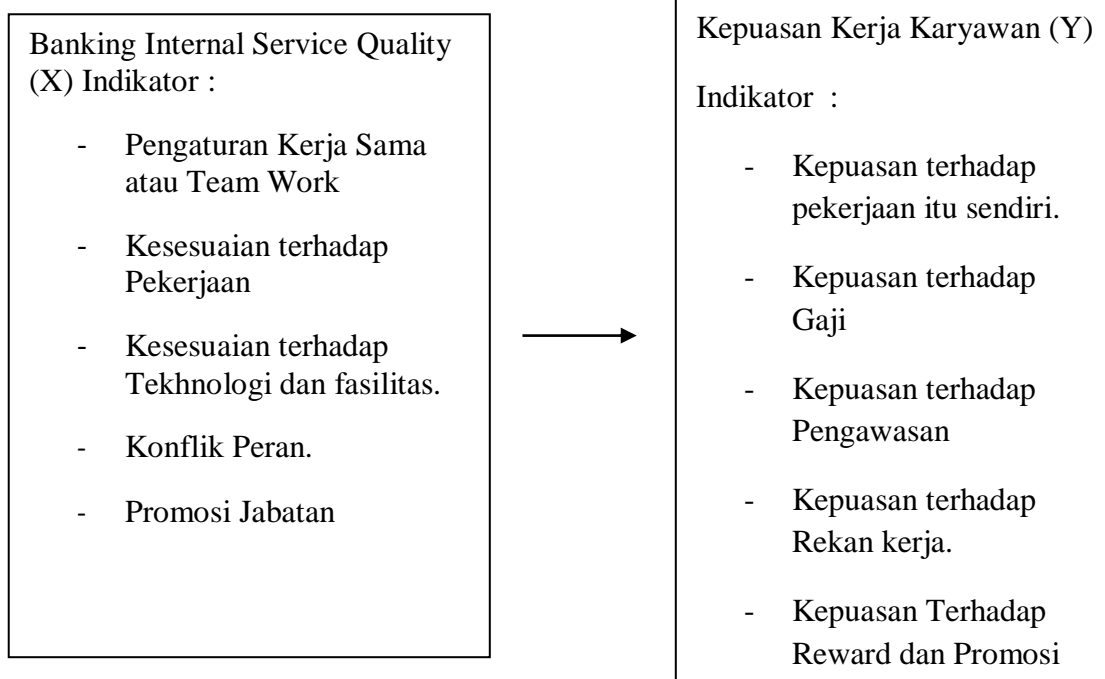 Banking Internal Service Quality
(X) Indikator :
- Pengaturan Kerja Sama
atau Team Work
- Kesesuaian terhadap
Pekerjaan
- Kesesuaian terhadap
Tekhnologi dan fasilitas.
- Konflik Peran.
- Promosi Jabatan
Kepuasan Kerja Karyawan (Y)
Indikator :
- Kepuasan terhadap
pekerjaan itu sendiri.
- Kepuasan terhadap
Gaji
- Kepuasan terhadap
Pengawasan
- Kepuasan terhadap
Rekan kerja.
- Kepuasan Terhadap
Reward dan Promosi